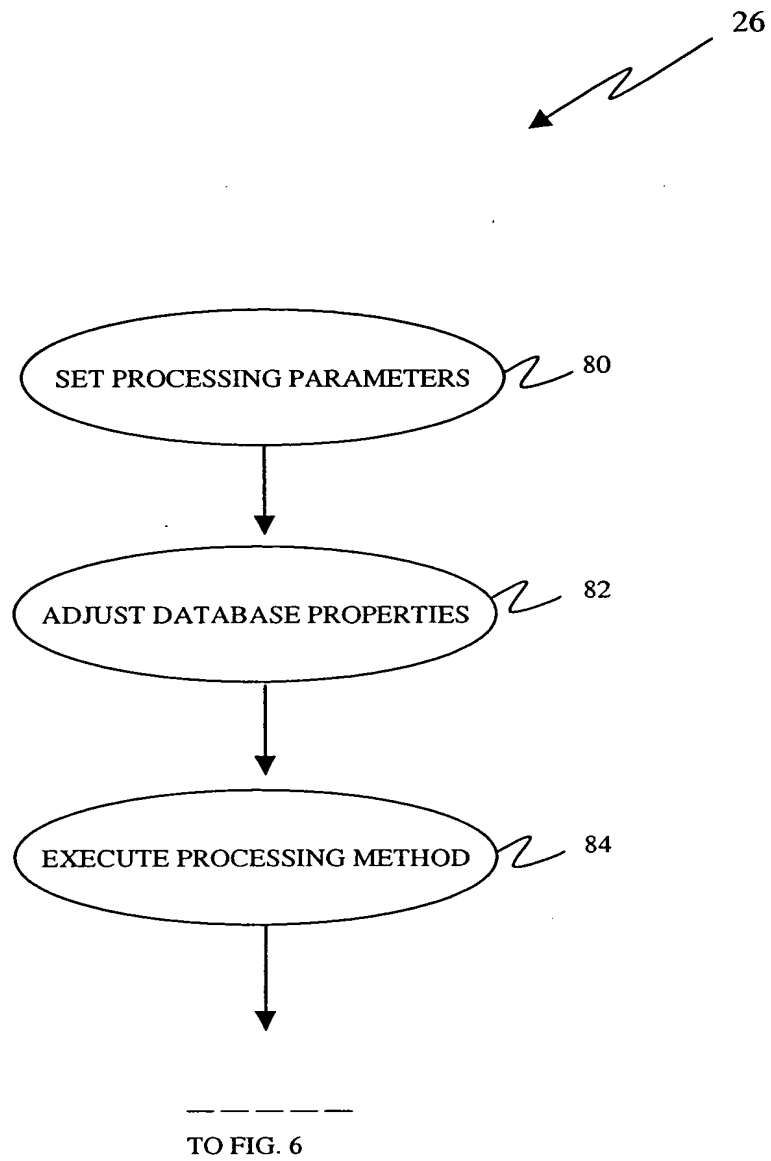 26
SET PROCESSING PARAMETERS
80
ADJUST DATABASE PROPERTIES
82
EXECUTE PROCESSING METHOD
84
TO FIG. 6